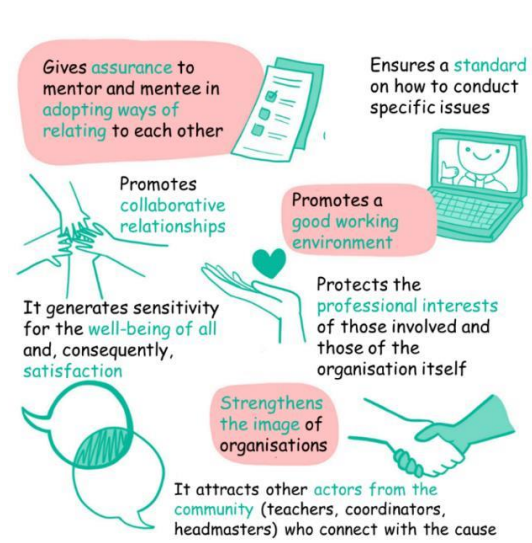 Gives assurance to
mentor and mentee in
adopting ways of
relating to each other
Ensures a standard
on how to conduct
specific issues
Promotes
collaborative
relationships
Promotes a
good working
environment
It generates sensitivity
for the well-being of all
and, consequently,
satisfaction
Protects the
professional interests
of those involved and
those of the
organisation itself
Strengthens
the image of
organisations
It attracts other actors from the
community (teachers, coordinators,
headmasters) who connect with the cause